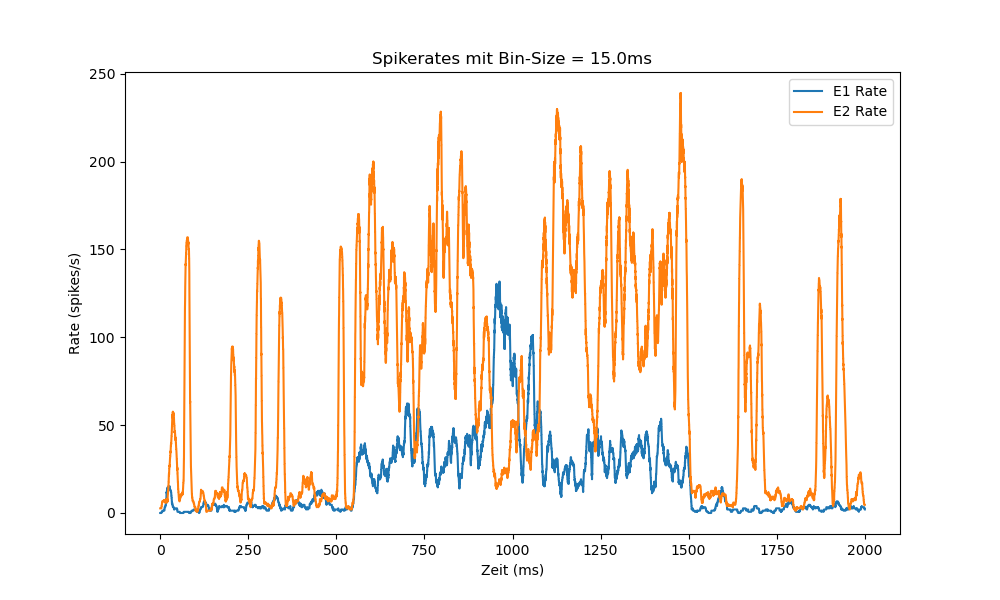 Spikerates mit Bin-Size = 15.0ms
E1 Rate
E2 Rate
Rate (spikes/s)
250
200
150
100
50
0
0 250 500 750 1000 1250 1500 1750 2000
Zeit (ms)